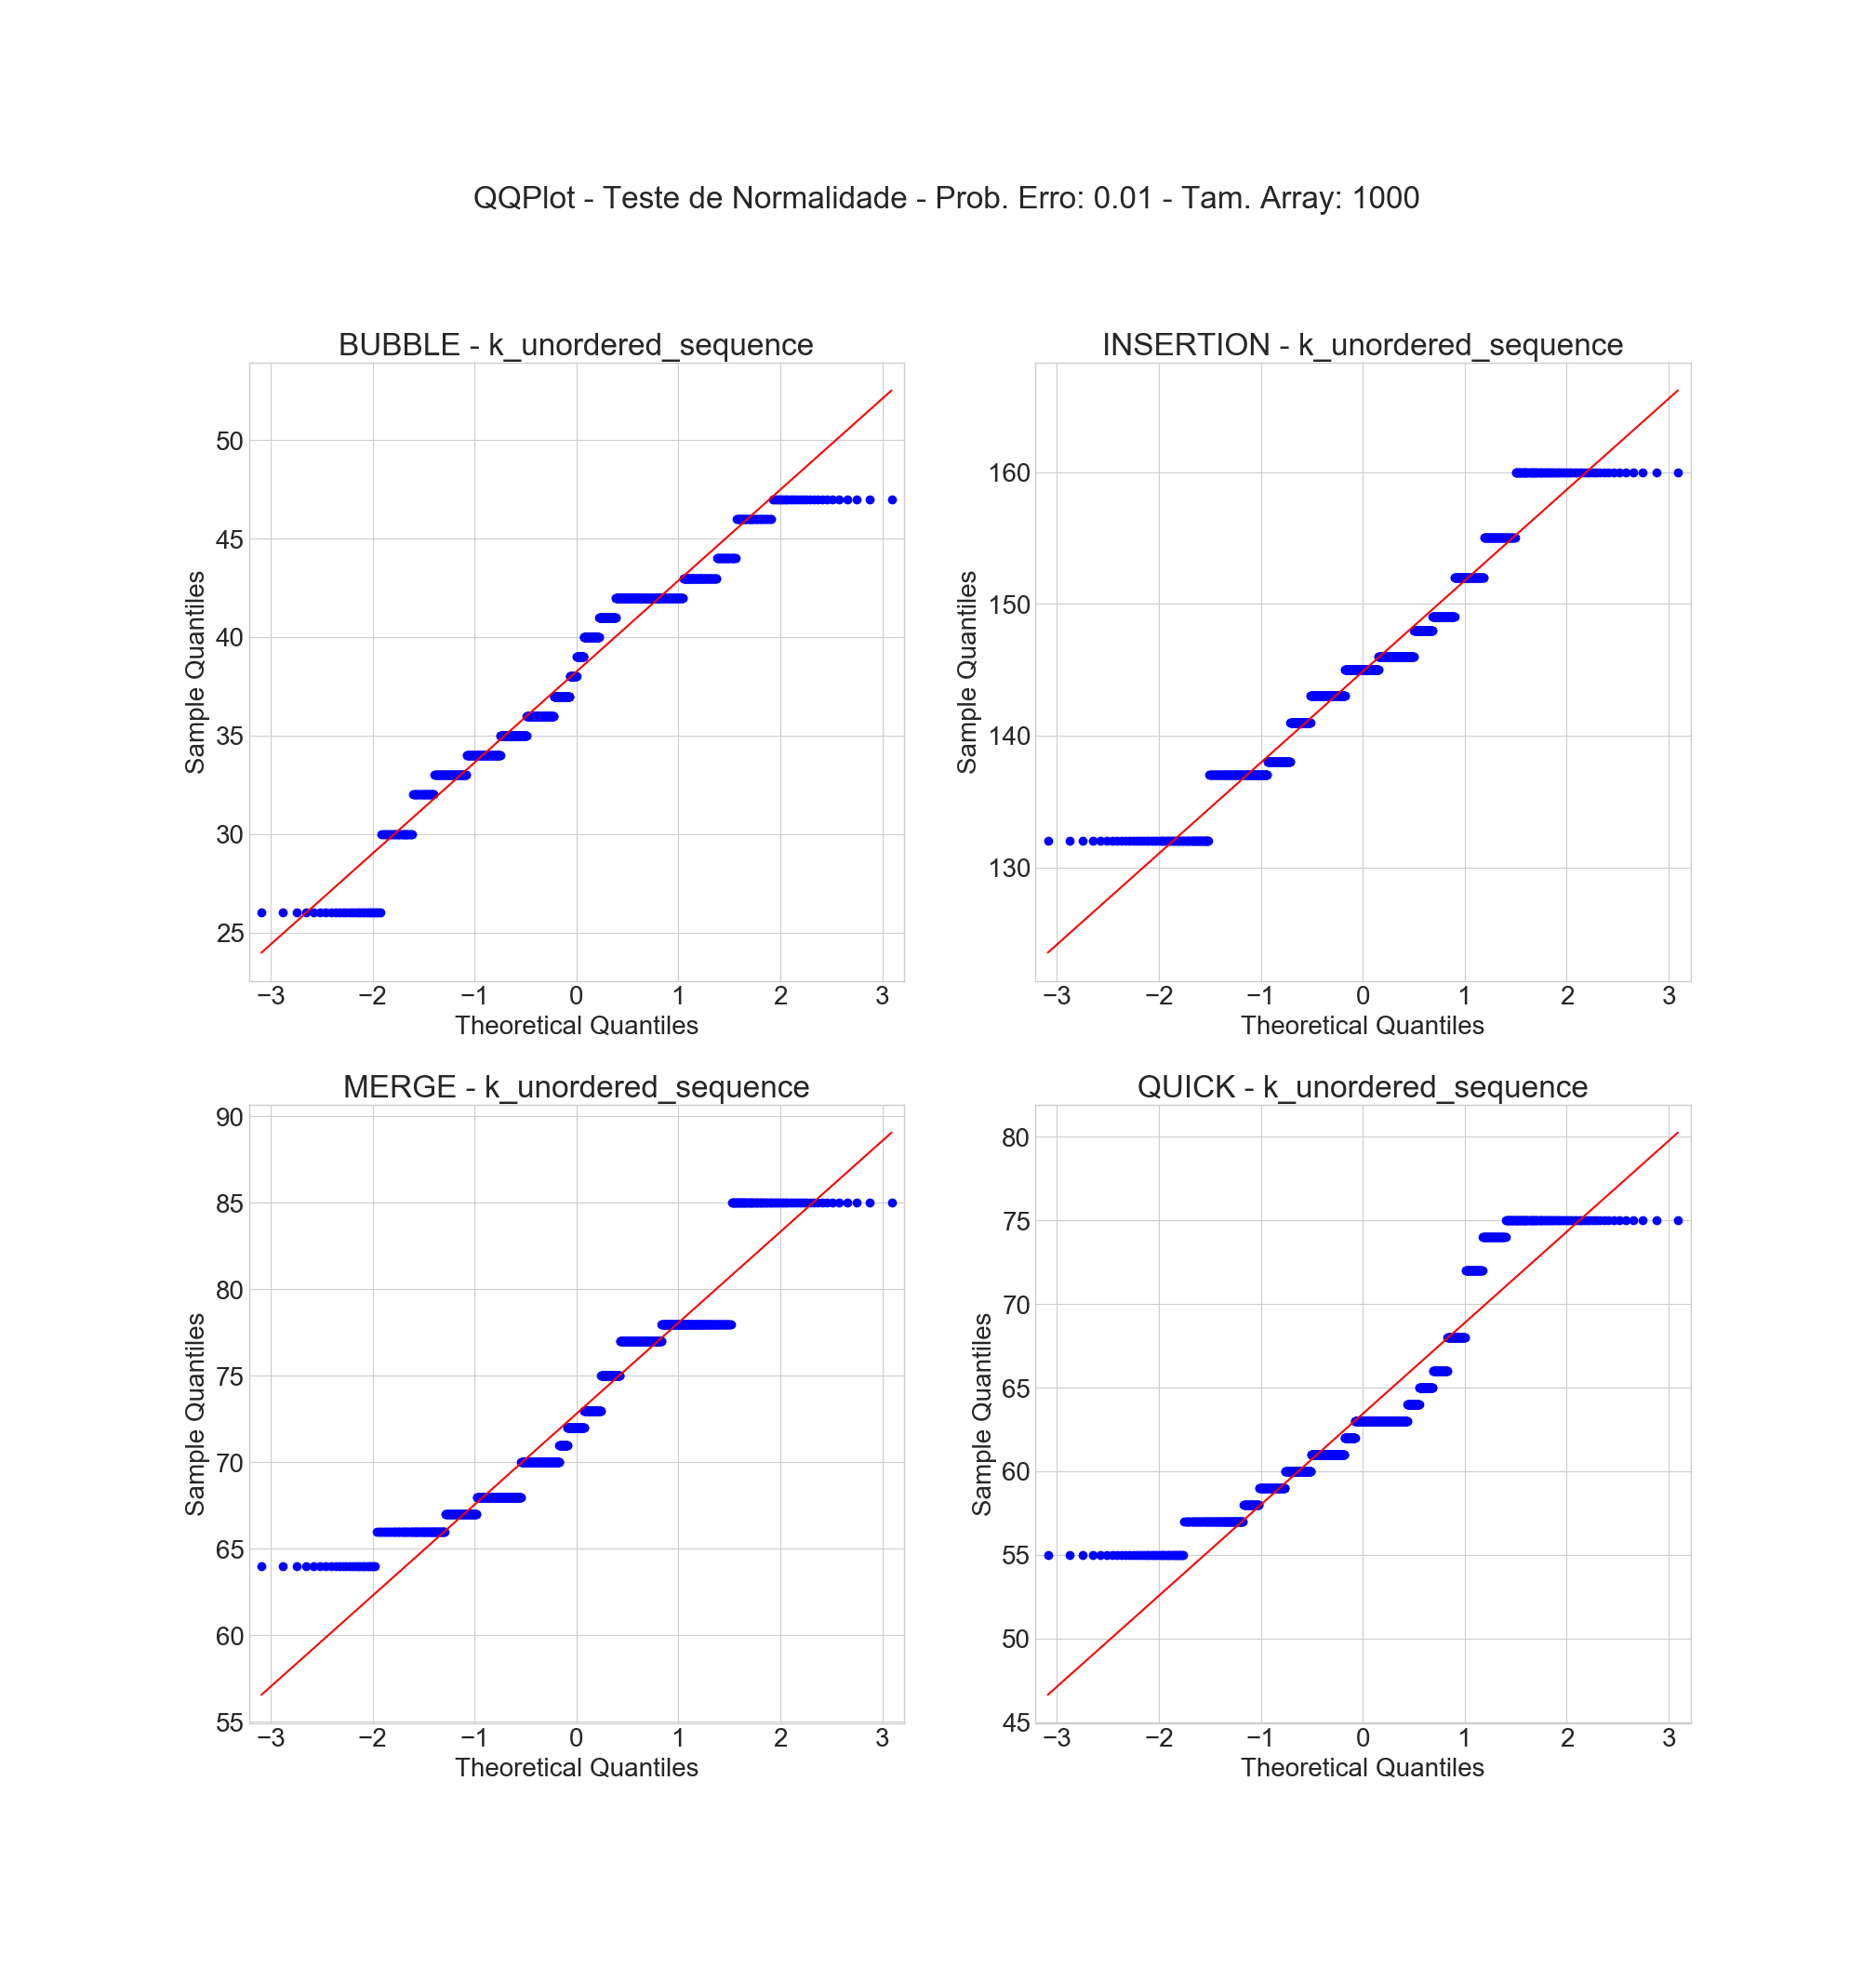 QQPlot - Teste de Normalidade - Prob. Erro: 0.01 - Tam. Array: 1000
BUBBLE - k_unordered_sequence
50
45
40
35
30
25
Sample Quantiles
−3 −2 −1 0 1 2 3
Theoretical Quantiles
INSERTION - k_unordered_sequence
160
150
140
130
Sample Quantiles
−3 −2 −1 0 1 2 3
Theoretical Quantiles
MERGE - k_unordered_sequence
90
85
80
75
70
65
60
55
Sample Quantiles
−3 −2 −1 0 1 2 3
Theoretical Quantiles
QUICK - k_unordered_sequence
80
75
70
65
60
55
50
45
Sample Quantiles
−3 −2 −1 0 1 2 3
Theoretical Quantiles